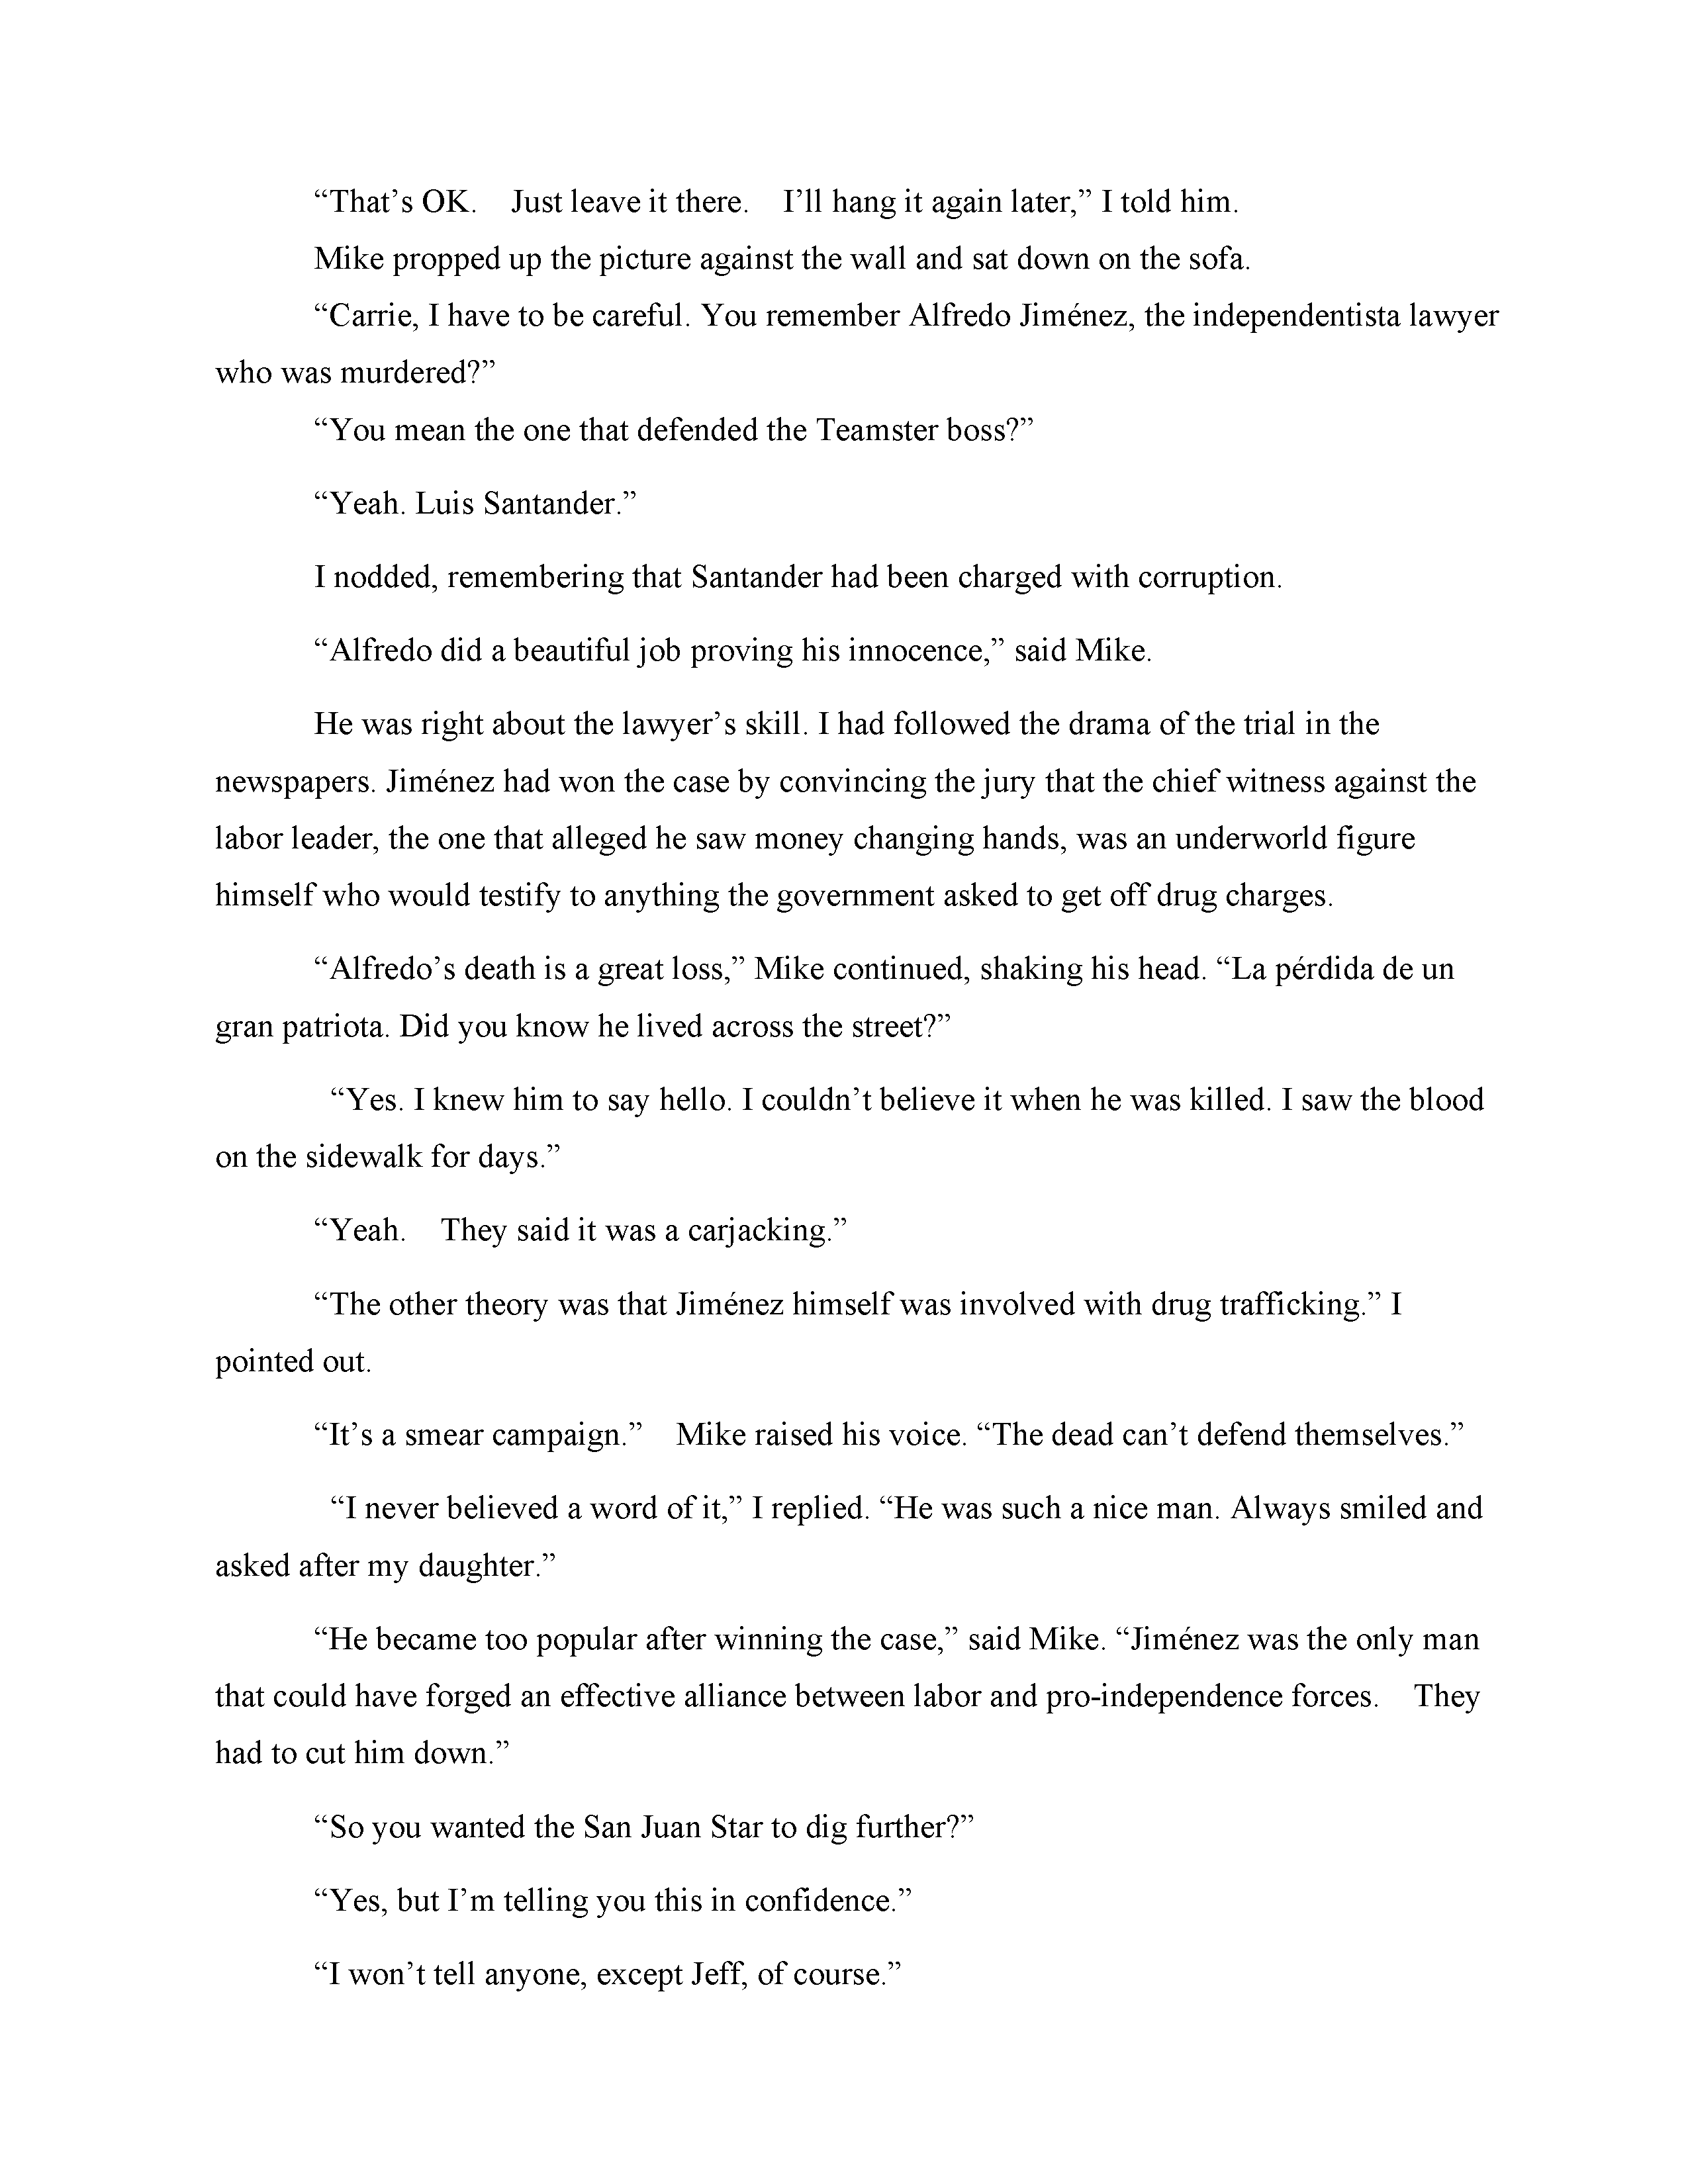 “That’s OK.    Just leave it there.    I’ll hang it again later,” I told him.
Mike propped up the picture against the wall and sat down on the sofa.
“Carrie, I have to be careful. You remember Alfredo Jiménez, the independentista lawyer
who was murdered?”
“You mean the one that defended the Teamster boss?”
“Yeah. Luis Santander.”
I nodded, remembering that Santander had been charged with corruption.
“Alfredo did a beautiful job proving his innocence,” said Mike.
He was right about the lawyer’s skill. I had followed the drama of the trial in the
newspapers. Jiménez had won the case by convincing the jury that the chief witness against the
labor leader, the one that alleged he saw money changing hands, was an underworld figure
himself who would testify to anything the government asked to get off drug charges.
“Alfredo’s death is a great loss,” Mike continued, shaking his head. “La pérdida de un
gran patriota. Did you know he lived across the street?”
“Yes. I knew him to say hello. I couldn’t believe it when he was killed. I saw the blood
on the sidewalk for days.”
“Yeah.    They said it was a carjacking.”
“The other theory was that Jiménez himself was involved with drug trafficking.” I
pointed out.
“It’s a smear campaign.”    Mike raised his voice. “The dead can’t defend themselves.”
“I never believed a word of it,” I replied. “He was such a nice man. Always smiled and
asked after my daughter.”
“He became too popular after winning the case,” said Mike. “Jiménez was the only man
that could have forged an effective alliance between labor and pro-independence forces.    They
had to cut him down.”
“So you wanted the San Juan Star to dig further?”
“Yes, but I’m telling you this in confidence.”
“I won’t tell anyone, except Jeff, of course.”